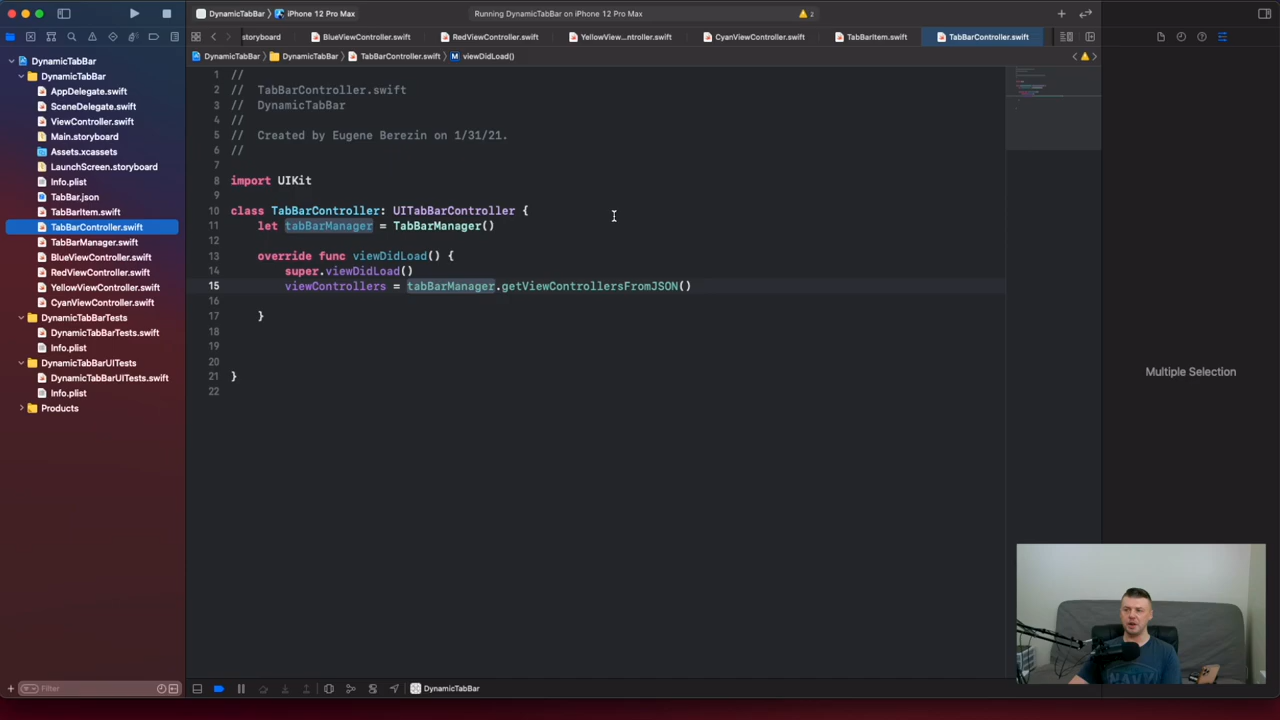 DynamicTabBar
iPhone 12 Pro Max
Running DynamicTabBar on iPhone 12 Pro Max
2
storyboard
BlueViewController.swift
RedViewController.swift
YellowView...ntroller.swift
CyanViewController.swift
TabBarItem.swift
TabBarController.swift
DynamicTabBar
DynamicTabBar
TabBarController.swift
M
viewDidLoad()
DynamicTabBar
DynamicTabBar
AppDelegate.swift
SceneDelegate.swift
ViewController.swift
Main.storyboard
Assets.xcassets
LaunchScreen.storyboard
Info.plist
TabBar.json
TabBarItem.swift
TabBarController.swift
TabBarManager.swift
BlueViewController.swift
RedViewController.swift
YellowViewController.swift
CyanViewController.swift
DynamicTabBarTests
DynamicTabBarTests.swift
Info.plist
DynamicTabBarUITests
DynamicTabBarUITests.swift
Info.plist
Products
Filter
1 //
2 // TabBarController.swift
3 // DynamicTabBar
4 //
5 // Created by Eugene Berezin on 1/31/21.
6 //
7
8 import UIKit
9
10 class TabBarController: UITabBarController {
11 let tabBarManager = TabBarManager()
12
13 override func viewDidLoad() {
14 super.viewDidLoad()
15 viewControllers = tabBarManager.getViewControllersFromJSON()
16
17 }
18
19
20
21 }
22
Multiple Selection
DynamicTabBar